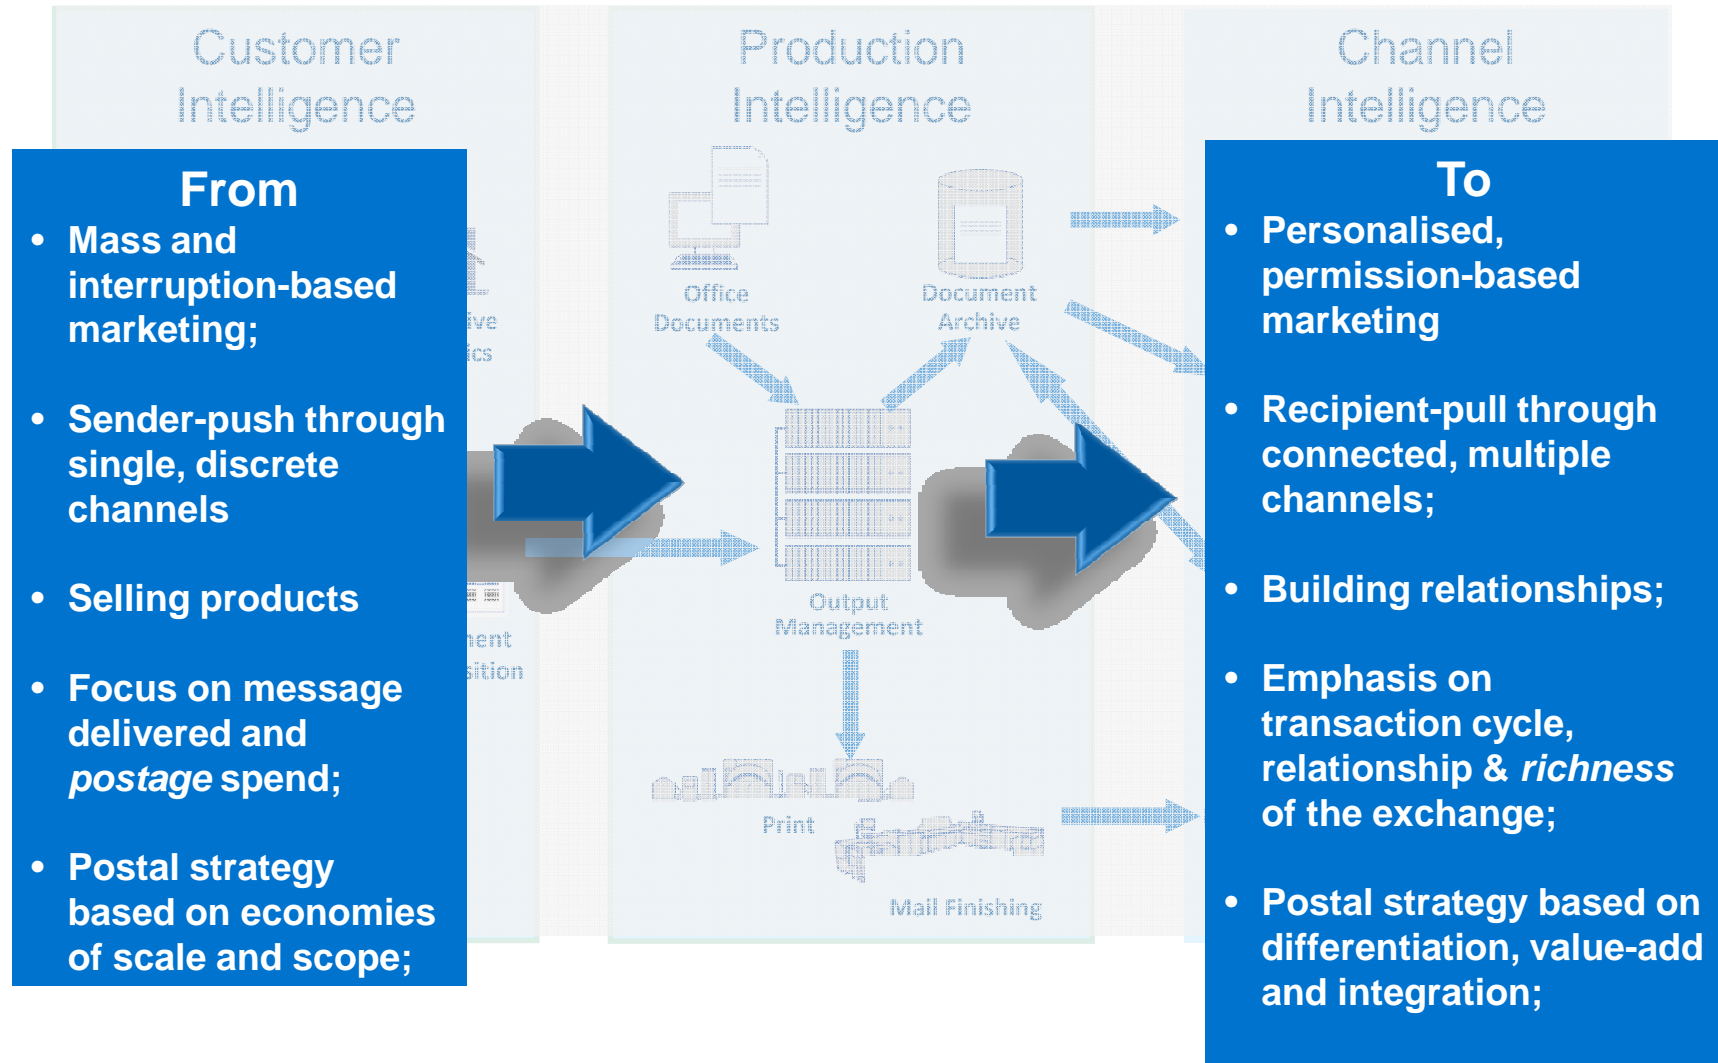 Customer
Intelligence
Production
Intelligence
Channel
Intelligence
From
• Mass and
interruption-based
marketing;
• Sender-push through
single, discrete
channels
• Selling products
• Focus on message
delivered and
postage spend;
• Postal strategy
based on economies
of scale and scope;
Office
Documents
Document
Archive
Output
Management
Print
Mail Finishing
To
• Personalised,
permission-based
marketing
• Recipient-pull through
connected, multiple
channels;
• Building relationships;
• Emphasis on
transaction cycle,
relationship & richness
of the exchange;
• Postal strategy based on
differentiation, value-add
and integration;